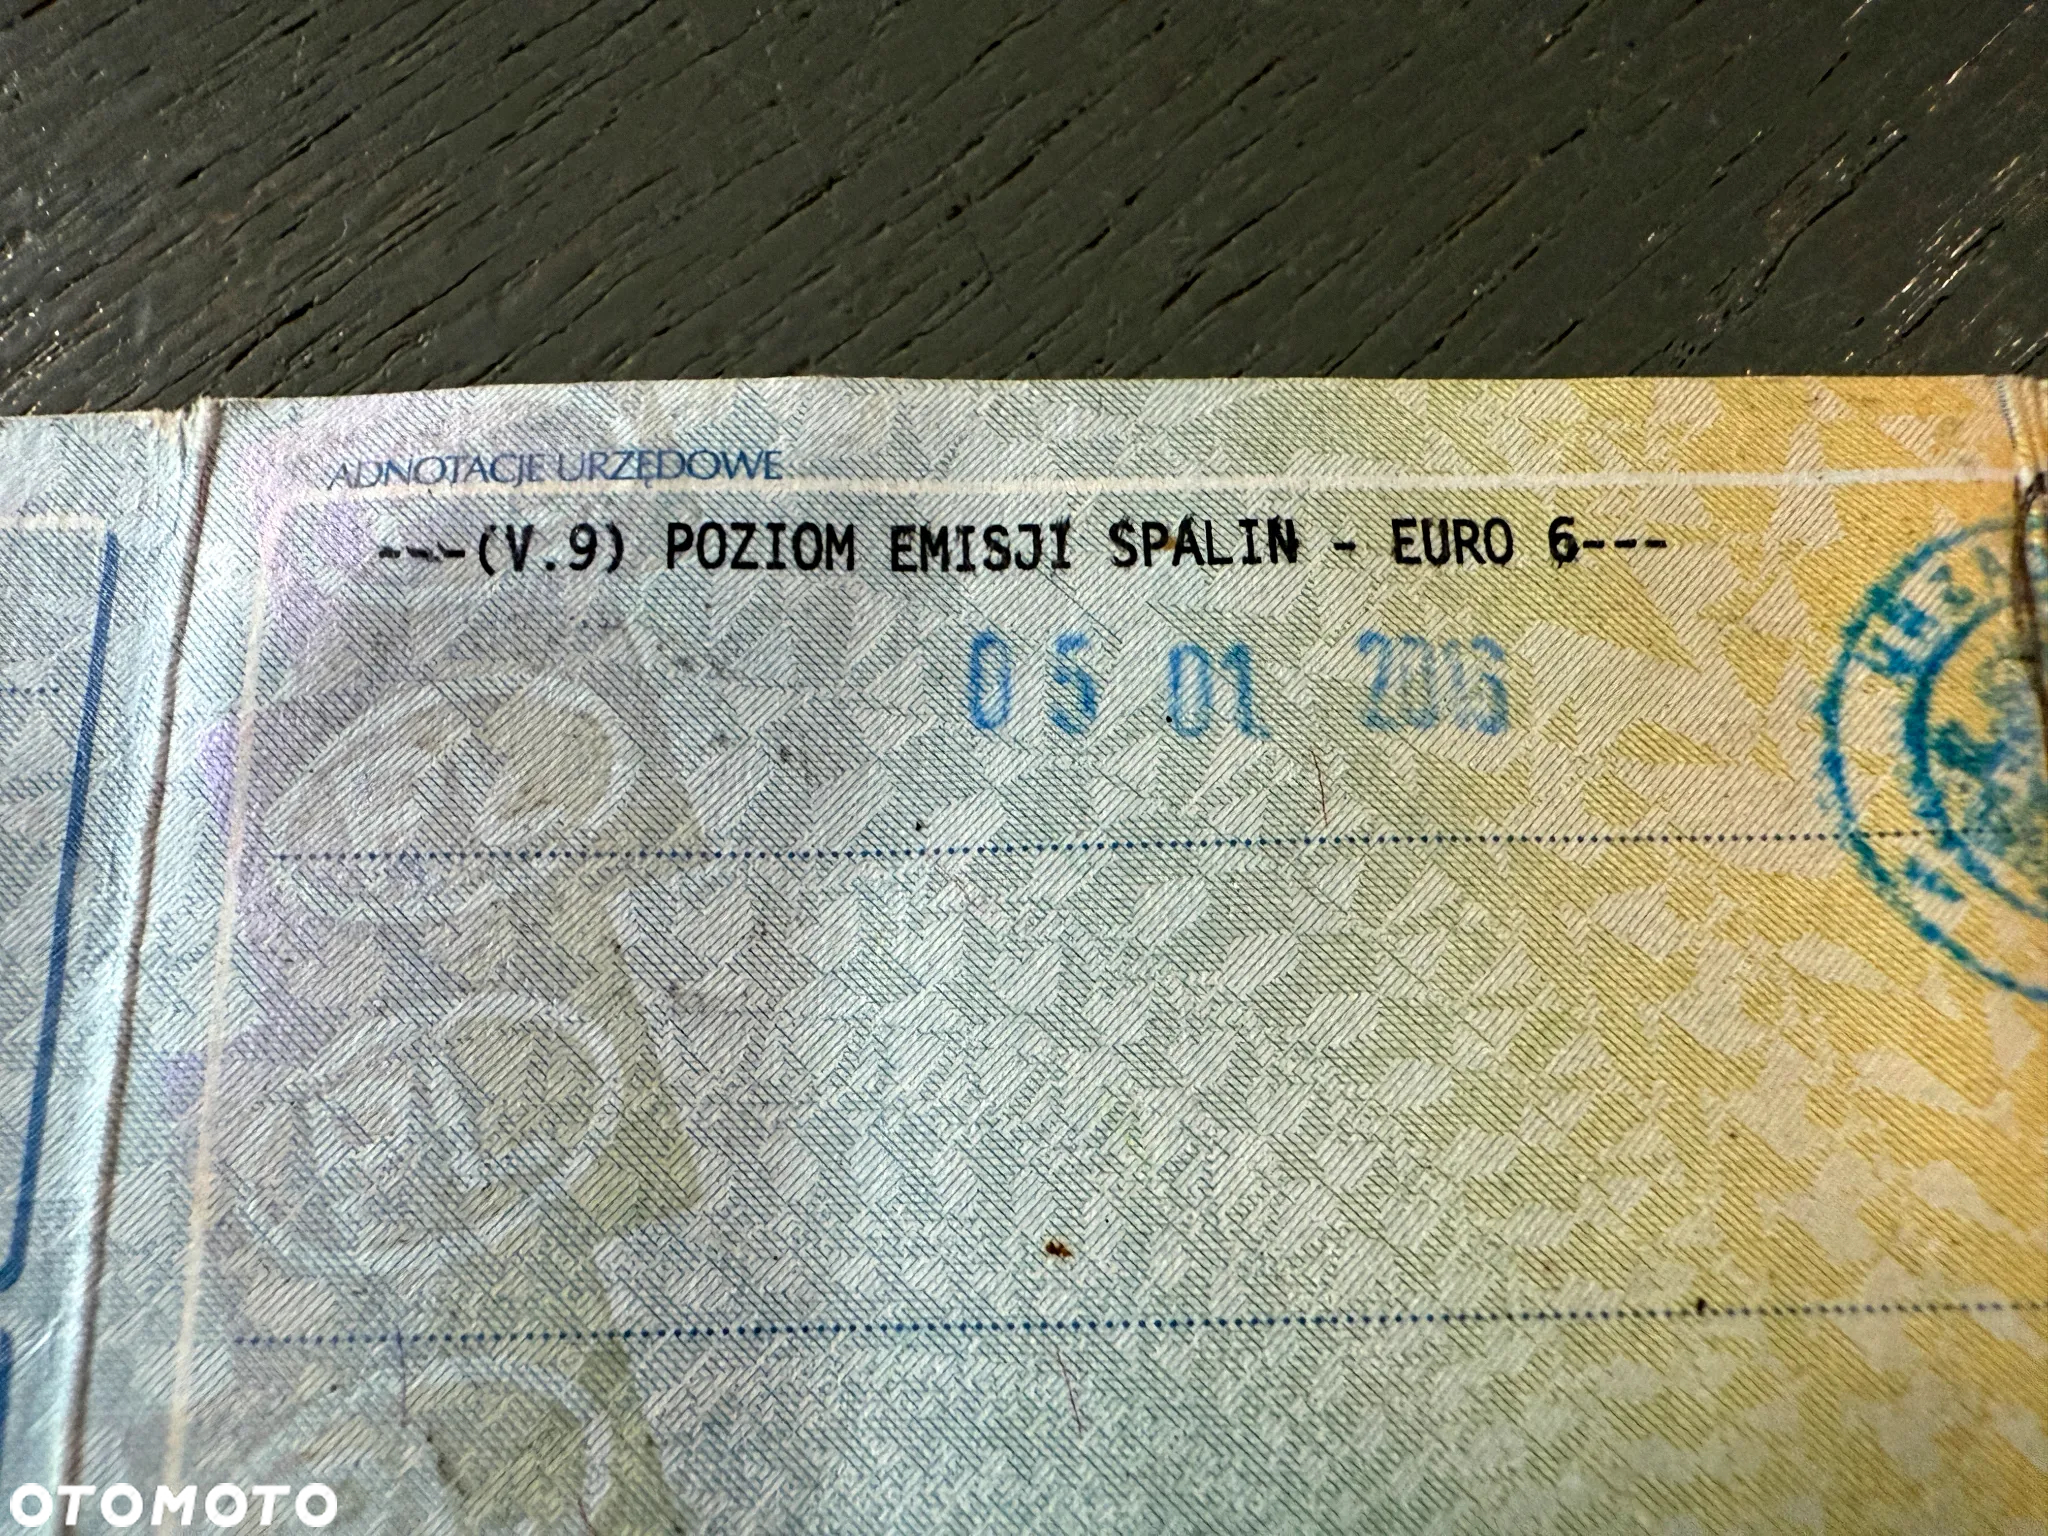 ADNOTACJE URZĘDOWE
---(V.9) POZIOM EMISJI SPALIN - EURO 6---
05 01 2016
OTOMOTO